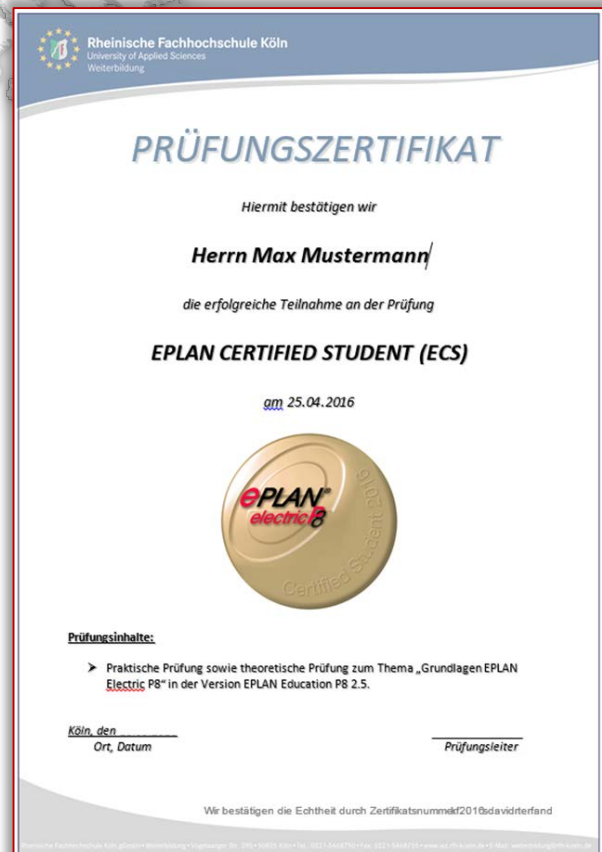 Rheinische Fachhochschule Köln
University of Applied Sciences
Weiterbildung
PRÜFUNGSZERTIFIKAT
Hiermit bestätigen wir
Herrn Max Mustermann
die erfolgreiche Teilnahme an der Prüfung
EPLAN CERTIFIED STUDENT (ECS)
am 25.04.2016
ePLAN®
electric P8
Certified Student 2016
Prüfungsinhalte:
➤ Praktische Prüfung sowie theoretische Prüfung zum Thema „Grundlagen EPLAN
Electric P8“ in der Version EPLAN Education P8 2.5.
Köln, den __________
Ort, Datum
Prüfungsleiter
Wir bestätigen die Echtheit durch